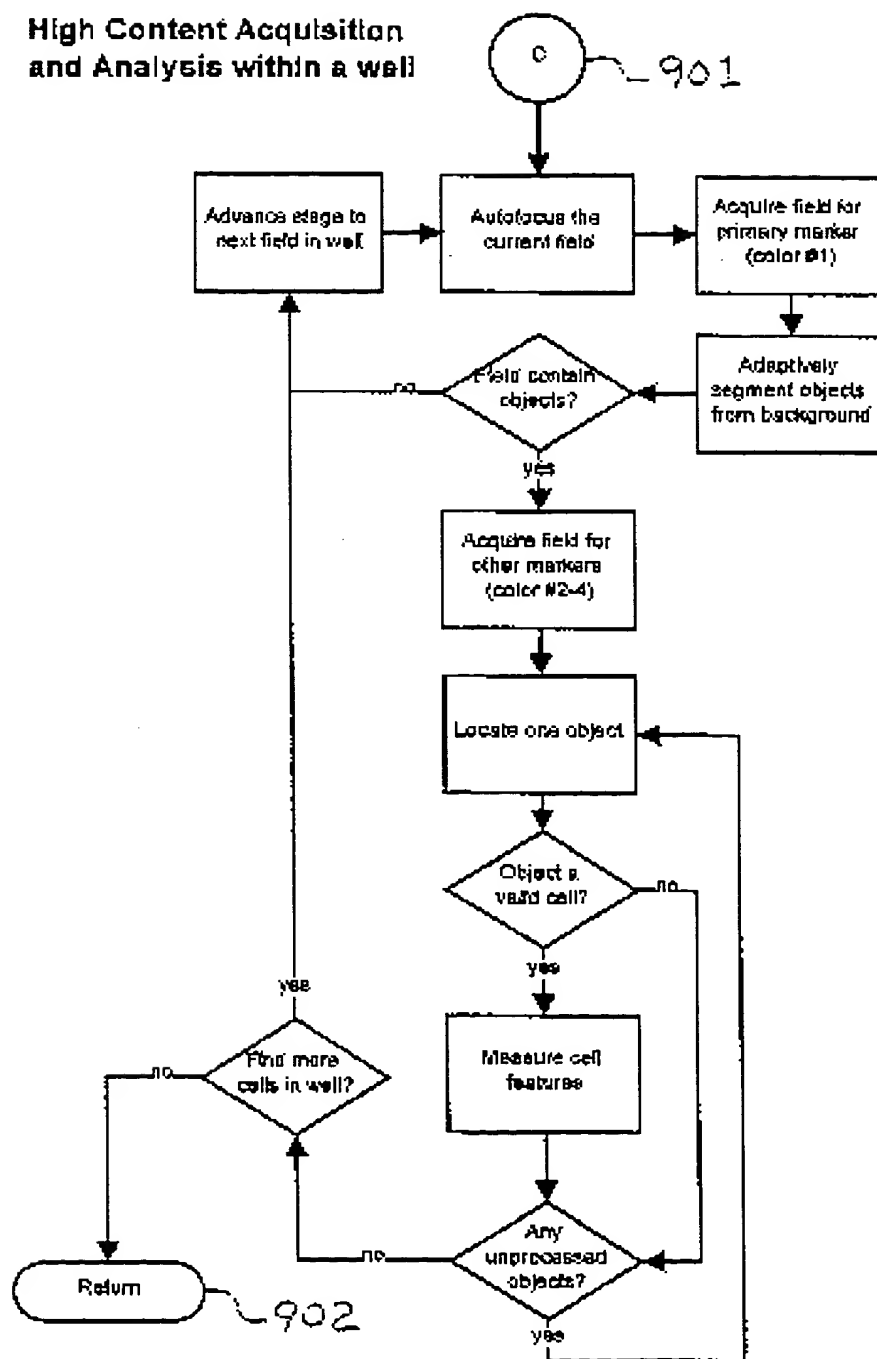 High Content Acquisition
and Analysis within a well
C
901
Advance stage to
next field in well
Autofocus the
current field
Acquire field for
primary marker
(color #1)
Field contain
objects?
no
Adaptively
segment objects
from background
yes
Acquire field for
other markers
(color #2-4)
Locate one object
Object a
valid cell?
no
yes
Measure cell
features
yes
Find more
cells in well?
no
Any
unprocessed
objects?
no
yes
Return
902